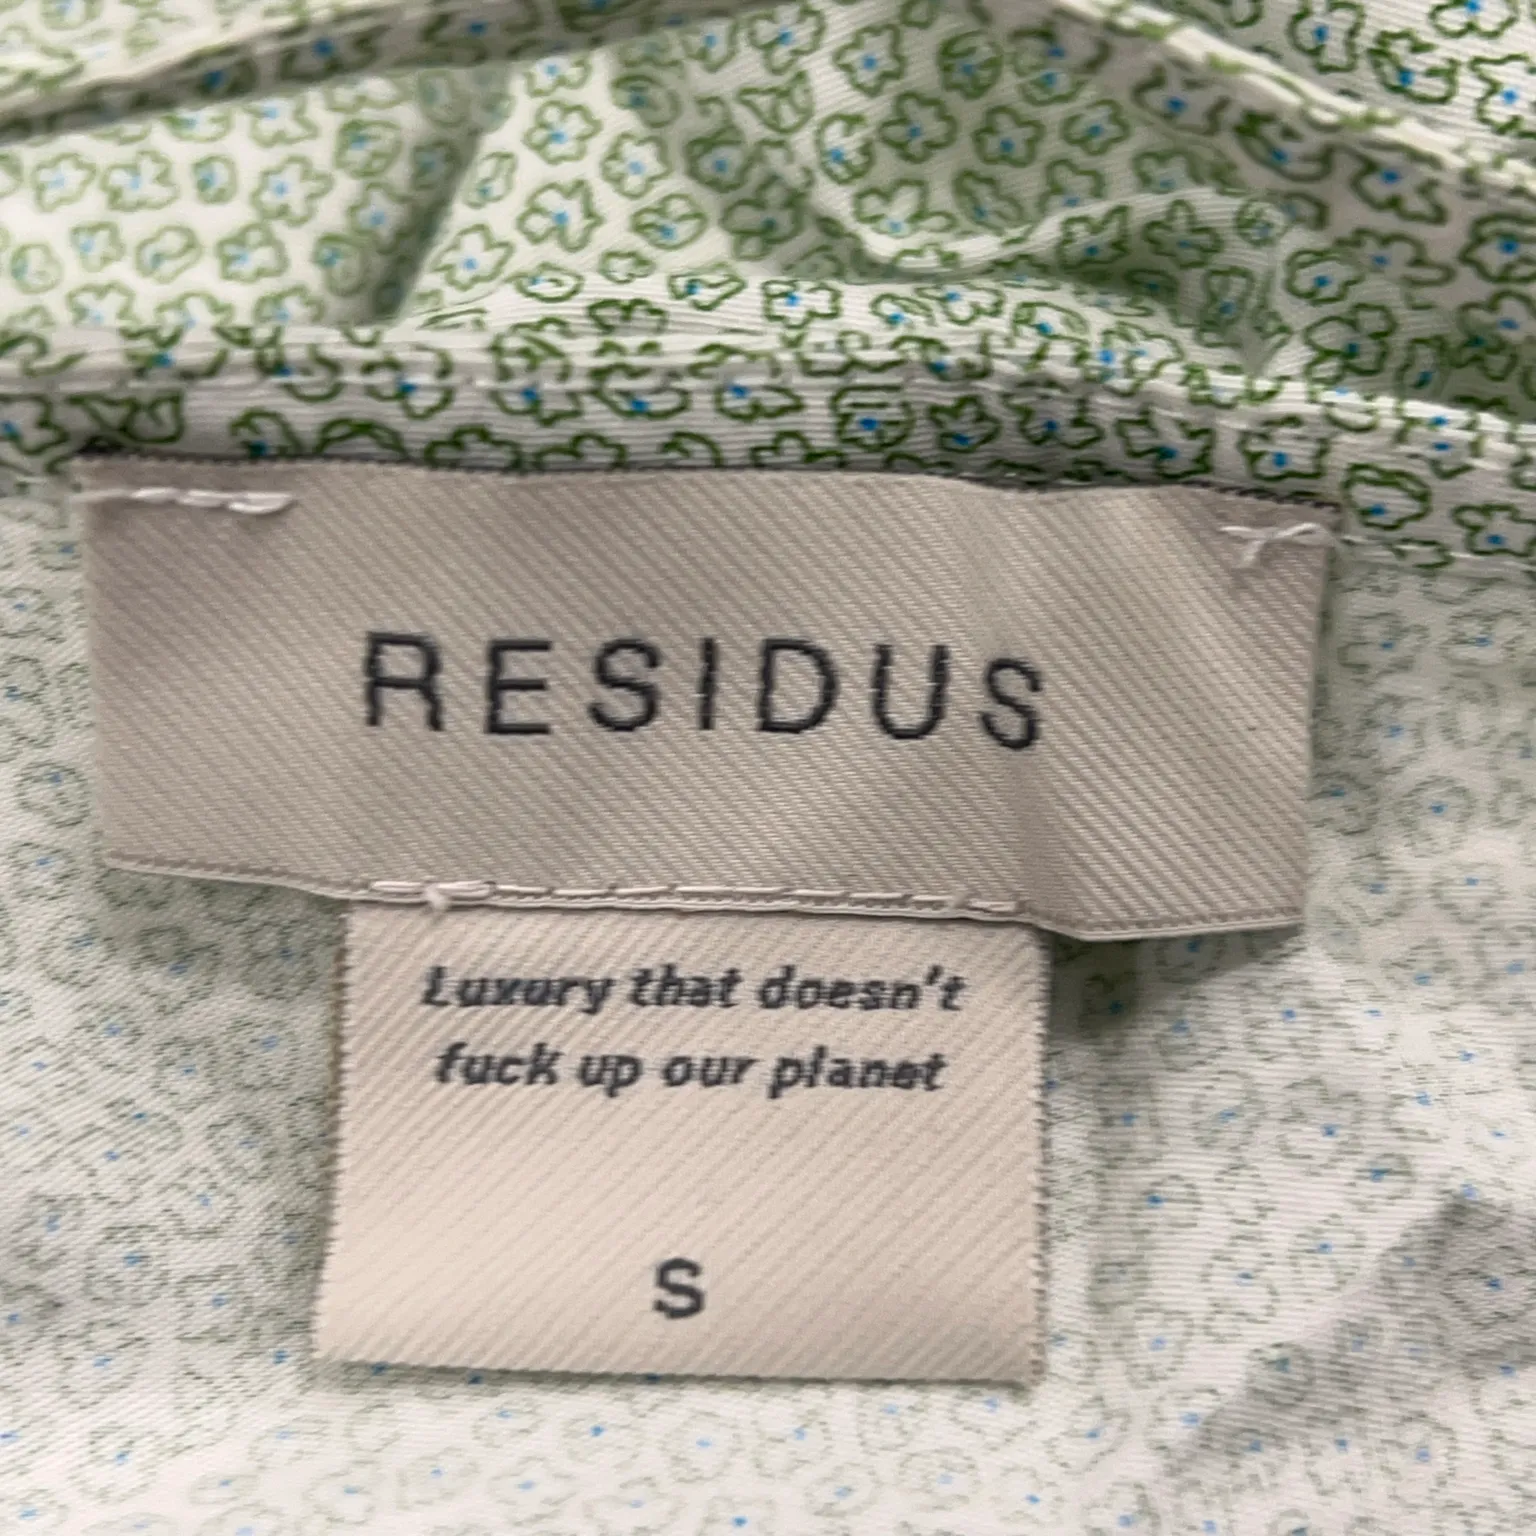 RESIDUS
Luxury that doesn't
fuck up our planet
S